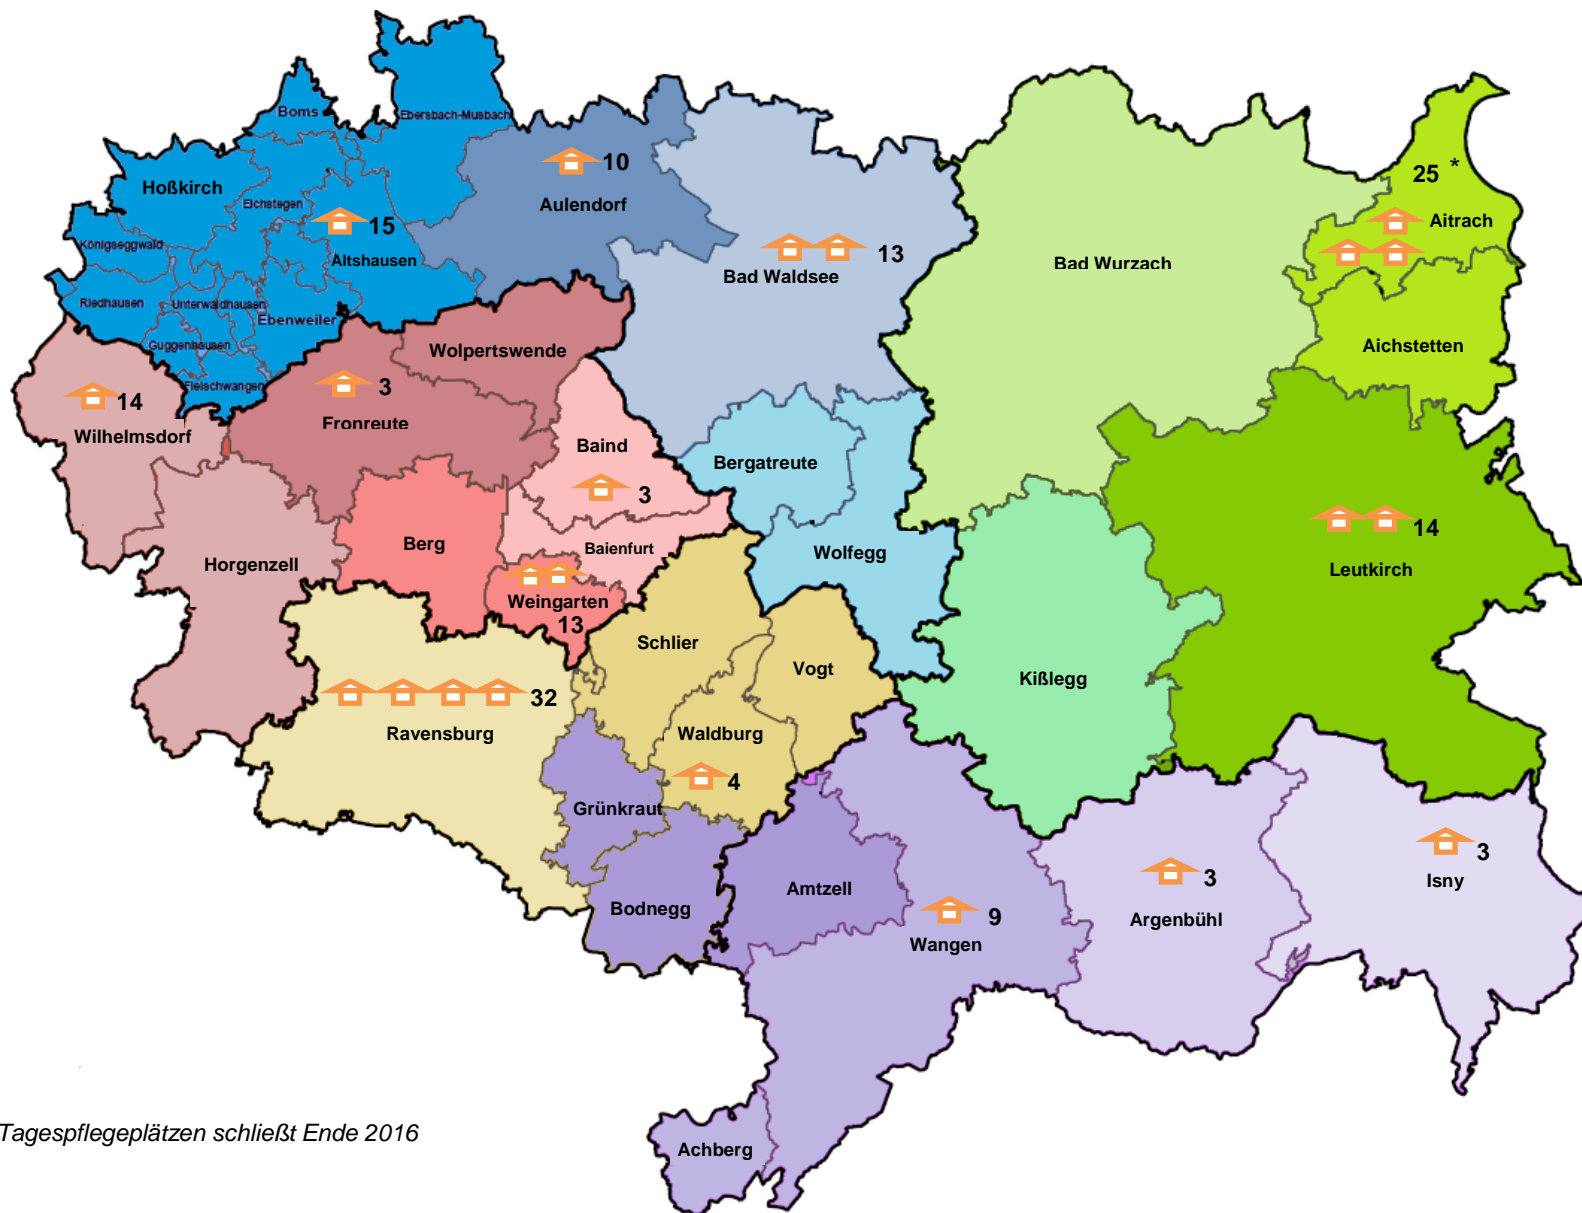 Boms
Ebersbach-Musbach
Hoßkirch
Eichstegen
10
Aulendorf
25 *
Aitrach
15
Altshausen
Königseggwald
13
Bad Waldsee
Bad Wurzach
Riedhausen
Unterwaldhausen
Ebenweiler
Guggenhausen
Wolpertswende
Aichstetten
Fleischwangen
3
Fronreute
14
Wilhelmsdorf
Baind
3
Bergatreute
Berg
Baienfurt
Wolfegg
14
Leutkirch
Horgenzell
Weingarten
13
Schlier
Vogt
Kißlegg
32
Ravensburg
Waldburg
4
Grünkraut
Amtzell
Bodnegg
9
Wangen
3
Argenbühl
3
Isny
Tagespflegeplätzen schließt Ende 2016
Achberg